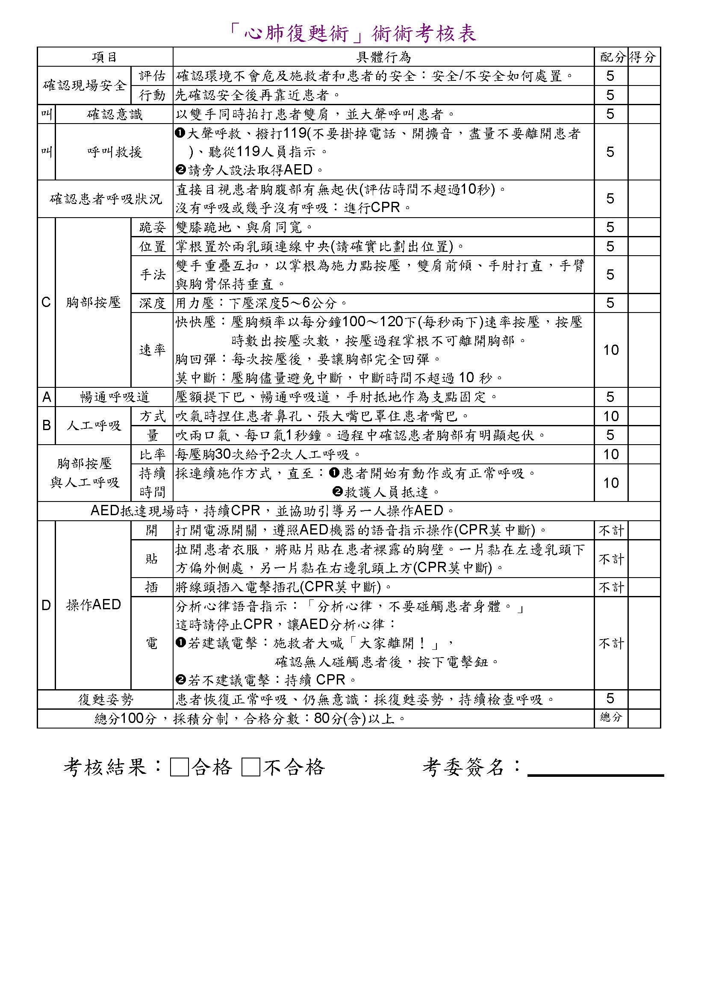 「心肺復甦術」術術考核表
項目 具體行為 配分 得分
確認現場安全 評估 確認環境不會危及施救者和患者的安全：安全/不安全如何處置。 5
行動 先確認安全後再靠近患者。 5
叫 確認意識 以雙手同時拍打患者雙肩，並大聲呼叫患者。 5
叫 呼叫救援 ❶大聲呼救、撥打119(不要掛掉電話、開擴音，盡量不要離開患者
)、聽從119人員指示。 5
❷請旁人設法取得AED。
確認患者呼吸狀況 直接目視患者胸腹部有無起伏(評估時間不超過10秒)。 5
沒有呼吸或幾乎沒有呼吸：進行CPR。
C 胸部按壓 跪姿 雙膝跪地、與肩同寬。 5
位置 掌根置於兩乳頭連線中央(請確實比劃出位置)。 5
手法 雙手重疊互扣，以掌根為施力點按壓，雙肩前傾、手肘打直，手臂 5
與胸骨保持垂直。
深度 用力壓：下壓深度5～6公分。 5
速率 快快壓：壓胸頻率以每分鐘100～120下(每秒兩下)速率按壓，按壓 10
時數出按壓次數，按壓過程掌根不可離開胸部。
胸回彈：每次按壓後，要讓胸部完全回彈。
莫中斷：壓胸儘量避免中斷，中斷時間不超過 10 秒。
A 暢通呼吸道 壓額提下巴、暢通呼吸道，手肘抵地作為支點固定。 5
B 人工呼吸 方式 吹氣時捏住患者鼻孔、張大嘴巴罩住患者嘴巴。 10
量 吹兩口氣、每口氣1秒鐘。過程中確認患者胸部有明顯起伏。 5
胸部按壓
與人工呼吸 比率 每壓胸30次給予2次人工呼吸。 10
持續
時間 採連續施作方式，直至：❶患者開始有動作或有正常呼吸。 10
❷救護人員抵達。
AED抵達現場時，持續CPR，並協助引導另一人操作AED。
D 操作AED 開 打開電源開關，遵照AED機器的語音指示操作(CPR莫中斷)。 不計
貼 拉開患者衣服，將貼片貼在患者裸露的胸壁。一片黏在左邊乳頭下 不計
方偏外側處，另一片黏在右邊乳頭上方(CPR莫中斷)。
插 將線頭插入電擊插孔(CPR莫中斷)。 不計
電 分析心律語音指示：「分析心律，不要碰觸患者身體。」 不計
這時請停止CPR，讓AED分析心律：
❶若建議電擊：施救者大喊「大家離開！」，
確認無人碰觸患者後，按下電擊鈕。
❷若不建議電擊：持續 CPR。
復甦姿勢 患者恢復正常呼吸、仍無意識：採復甦姿勢，持續檢查呼吸。 5
總分100分，採積分制，合格分數：80分(含)以上。 總分
考核結果：□合格 □不合格 考委簽名：